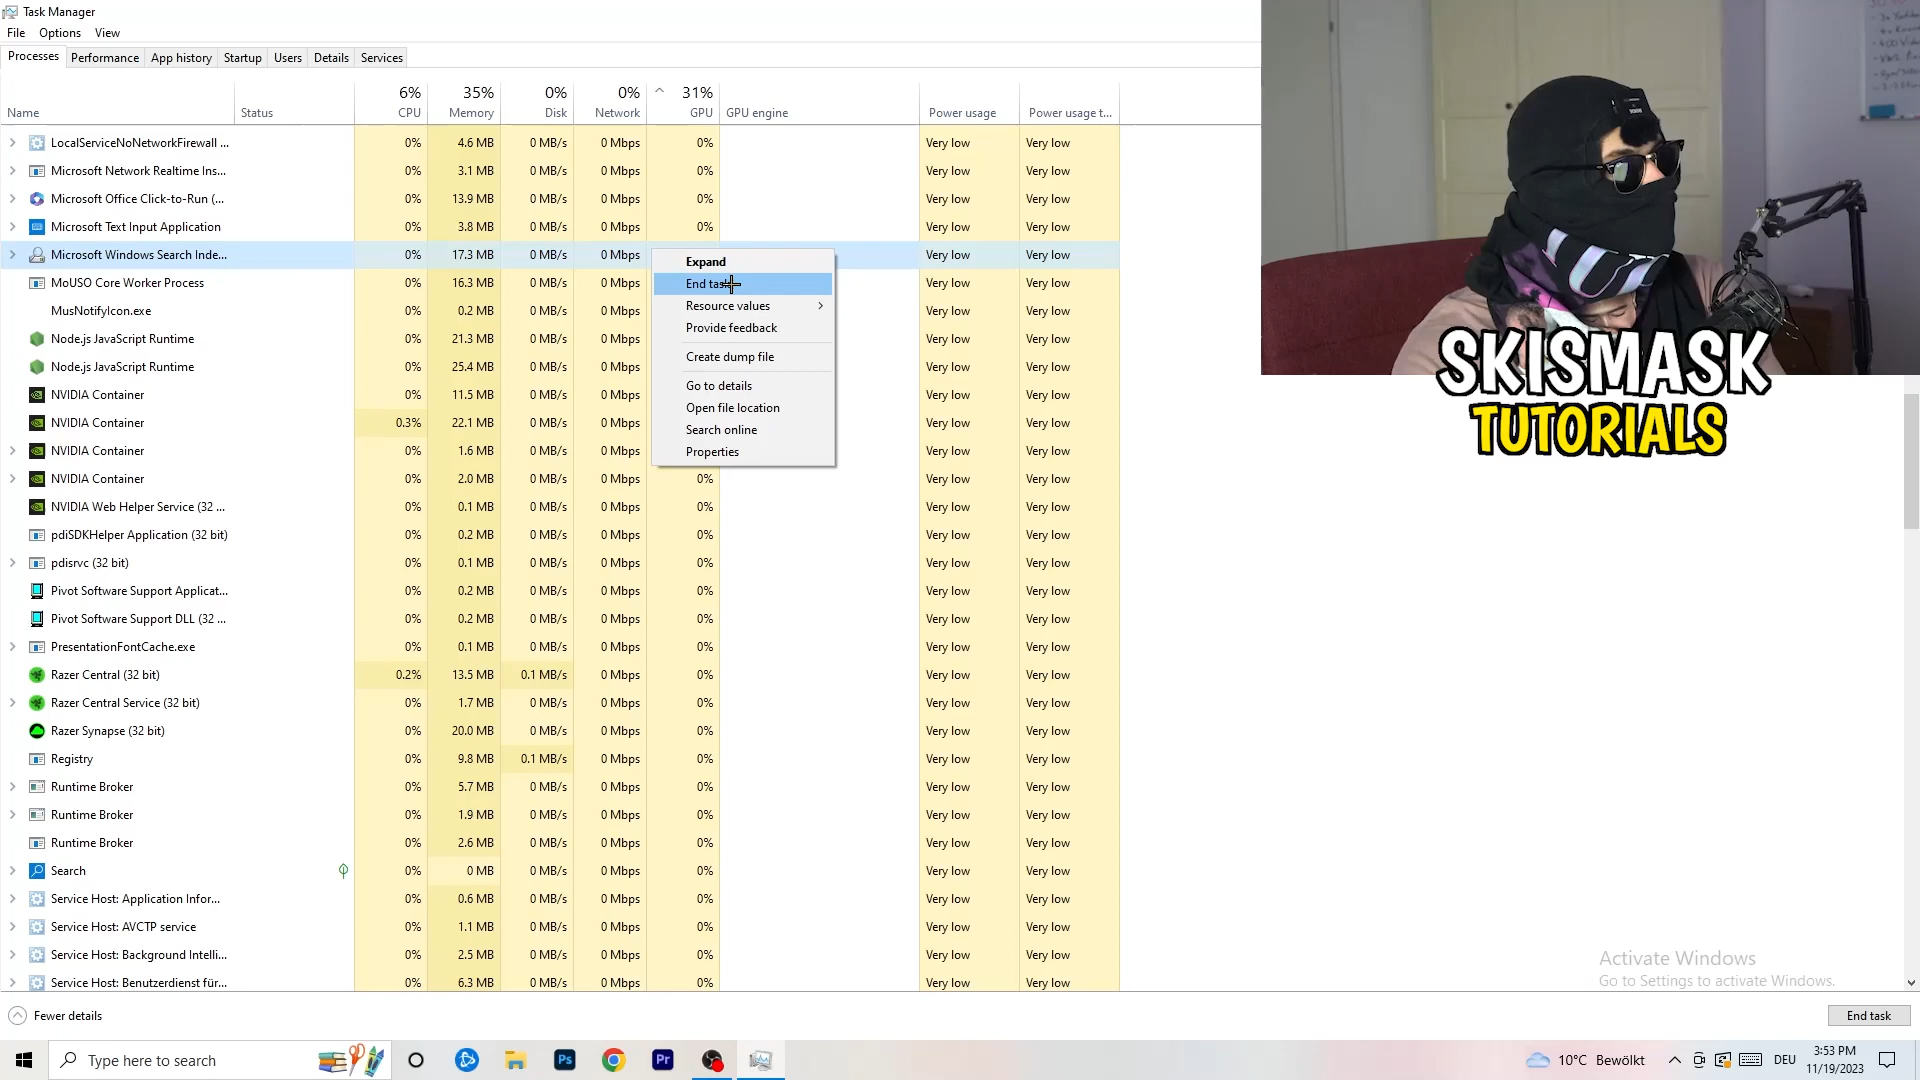 Task Manager
File Options View
Processes Performance App history Startup Users Details Services
6% 35% 0% 0% 31%
Name Status CPU Memory Disk Network GPU GPU engine Power usage Power usage t...
LocalServiceNoNetworkFirewall ... 0% 4.6 MB 0 MB/s 0 Mbps 0% Very low Very low
Microsoft Network Realtime Ins... 0% 3.1 MB 0 MB/s 0 Mbps 0% Very low Very low
Microsoft Office Click-to-Run (... 0% 13.9 MB 0 MB/s 0 Mbps 0% Very low Very low
Microsoft Text Input Application 0% 3.8 MB 0 MB/s 0 Mbps 0% Very low Very low
Microsoft Windows Search Inde... 0% 17.3 MB 0 MB/s 0 Mbps Very low Very low
MoUSO Core Worker Process 0% 16.3 MB 0 MB/s 0 Mbps Very low Very low
MusNotifyIcon.exe 0% 0.2 MB 0 MB/s 0 Mbps Very low Very low
Node.js JavaScript Runtime 0% 21.3 MB 0 MB/s 0 Mbps Very low Very low
Node.js JavaScript Runtime 0% 25.4 MB 0 MB/s 0 Mbps Very low Very low
NVIDIA Container 0% 11.5 MB 0 MB/s 0 Mbps Very low Very low
NVIDIA Container 0.3% 22.1 MB 0 MB/s 0 Mbps Very low Very low
NVIDIA Container 0% 1.6 MB 0 MB/s 0 Mbps Very low Very low
NVIDIA Container 0% 2.0 MB 0 MB/s 0 Mbps 0% Very low Very low
NVIDIA Web Helper Service (32 ... 0% 0.1 MB 0 MB/s 0 Mbps 0% Very low Very low
pdiSDKHelper Application (32 bit) 0% 0.2 MB 0 MB/s 0 Mbps 0% Very low Very low
pdisrvc (32 bit) 0% 0.1 MB 0 MB/s 0 Mbps 0% Very low Very low
Pivot Software Support Applicat... 0% 0.2 MB 0 MB/s 0 Mbps 0% Very low Very low
Pivot Software Support DLL (32 ... 0% 0.2 MB 0 MB/s 0 Mbps 0% Very low Very low
PresentationFontCache.exe 0% 0.1 MB 0 MB/s 0 Mbps 0% Very low Very low
Razer Central (32 bit) 0.2% 13.5 MB 0.1 MB/s 0 Mbps 0% Very low Very low
Razer Central Service (32 bit) 0% 1.7 MB 0 MB/s 0 Mbps 0% Very low Very low
Razer Synapse (32 bit) 0% 20.0 MB 0 MB/s 0 Mbps 0% Very low Very low
Registry 0% 9.8 MB 0.1 MB/s 0 Mbps 0% Very low Very low
Runtime Broker 0% 5.7 MB 0 MB/s 0 Mbps 0% Very low Very low
Runtime Broker 0% 1.9 MB 0 MB/s 0 Mbps 0% Very low Very low
Runtime Broker 0% 2.6 MB 0 MB/s 0 Mbps 0% Very low Very low
Search 0% 0 MB 0 MB/s 0 Mbps 0% Very low Very low
Service Host: Application Infor... 0% 0.6 MB 0 MB/s 0 Mbps 0% Very low Very low
Service Host: AVCTP service 0% 1.1 MB 0 MB/s 0 Mbps 0% Very low Very low
Service Host: Background Intelli... 0% 2.5 MB 0 MB/s 0 Mbps 0% Very low Very low
Service Host: Benutzerdienst für... 0% 6.3 MB 0 MB/s 0 Mbps 0% Very low Very low
Expand
End task
Resource values
Provide feedback
Create dump file
Go to details
Open file location
Search online
Properties
SKISMASK
TUTORIALS
Activate Windows
Go to Settings to activate Windows.
Fewer details
End task
Type here to search
Ps
Pr
10°C Bewölkt
DEU
3:53 PM
11/19/2023